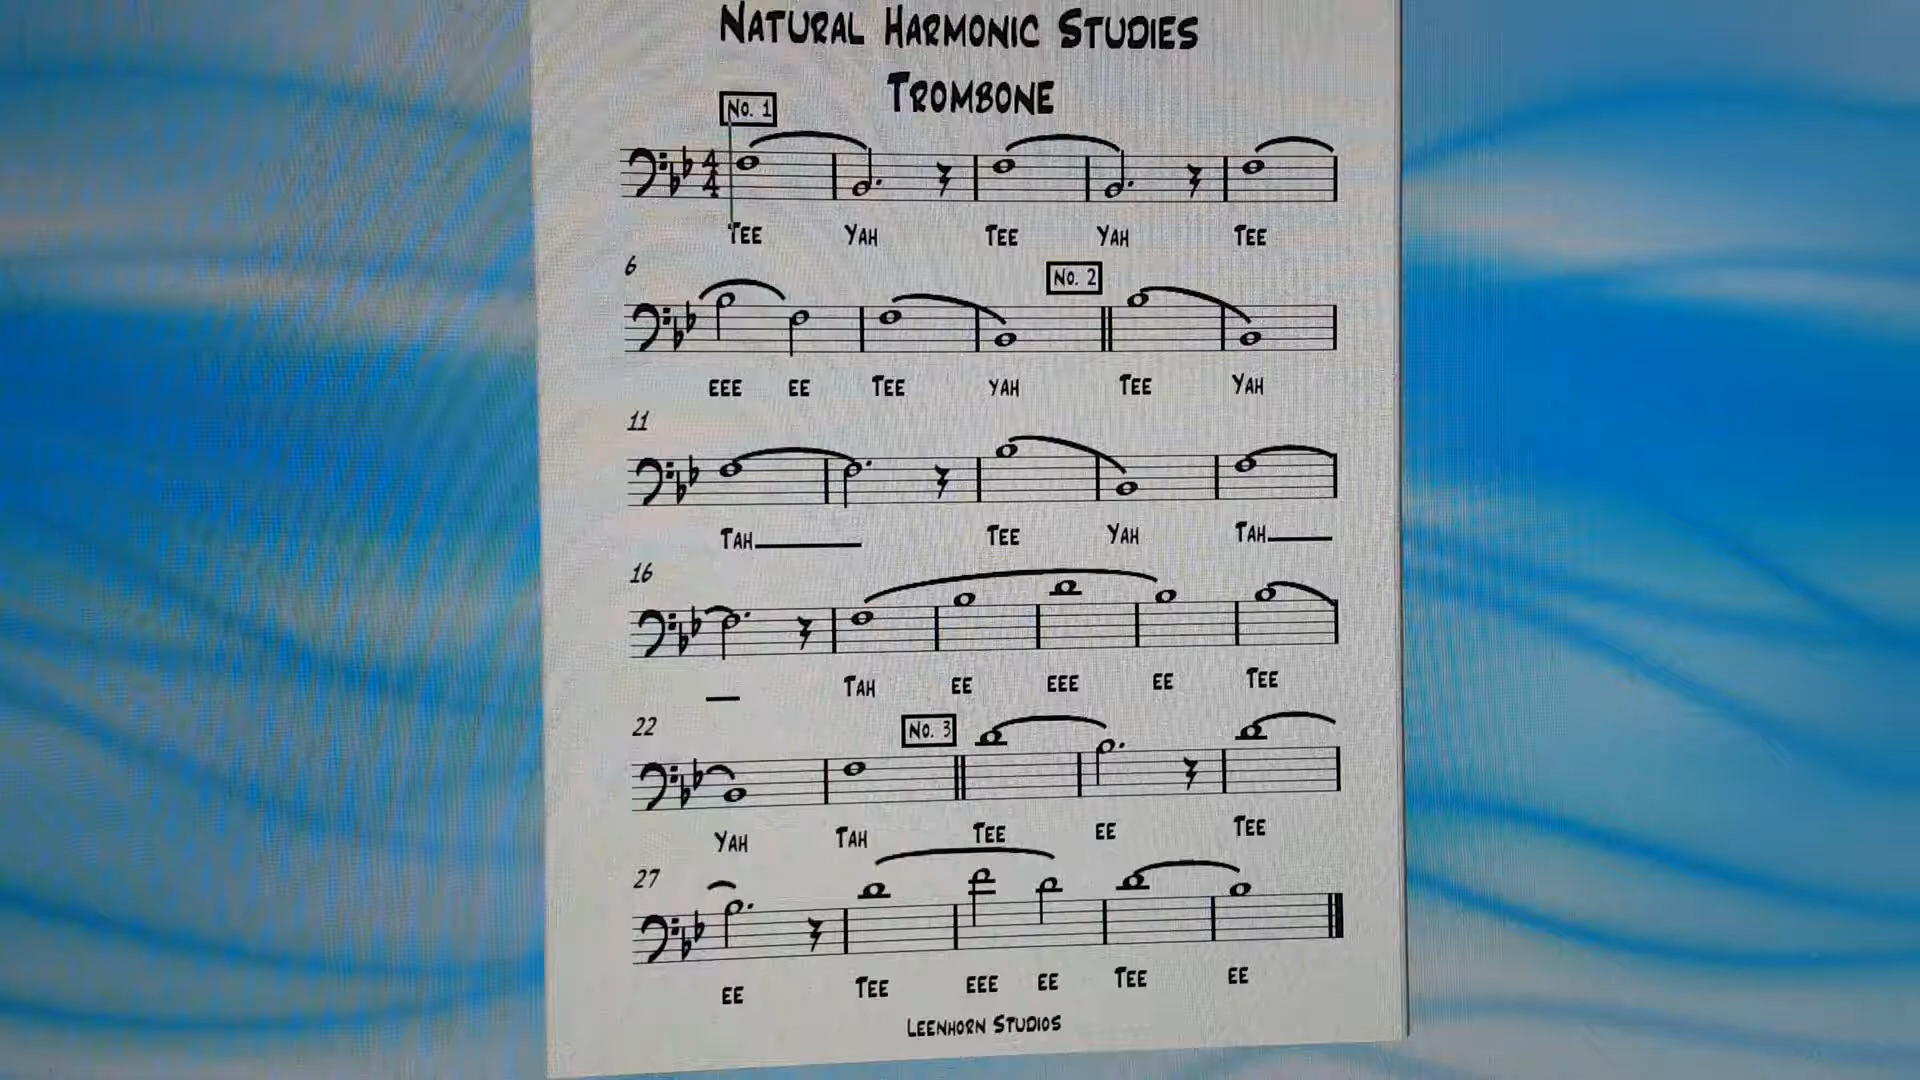 NATURAL HARMONIC STUDIES
TROMBONE
No. 1
4
4
TEE YAH TEE YAH TEE
6
No. 2
EEE EE TEE YAH TEE YAH
11
TAH TEE YAH TAH
16
TAH EE EEE EE TEE
22
No. 3
YAH TAH TEE EE TEE
27
EE TEE EEE EE TEE EE
LEENHORN STUDIOS